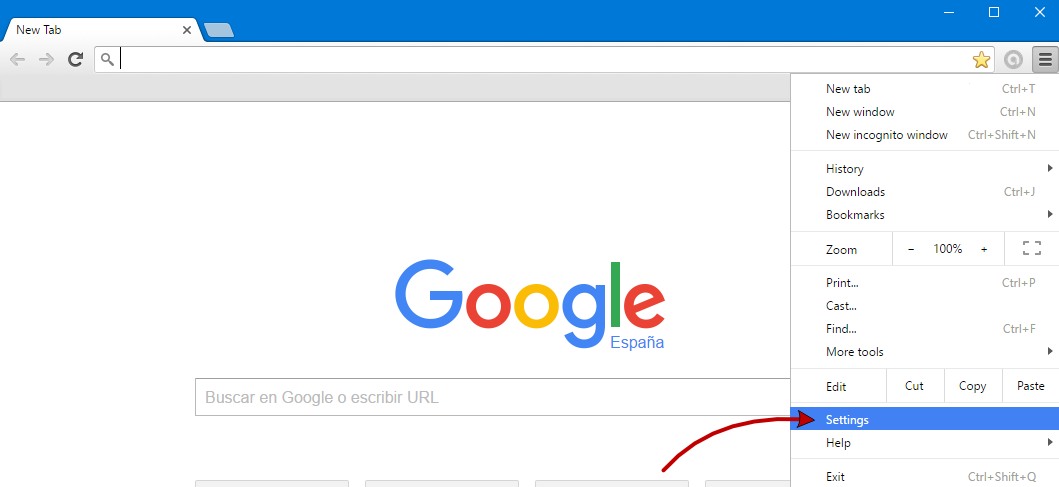 New Tab
New tab Ctrl+T
New window Ctrl+N
New incognito window Ctrl+Shift+N
History
Downloads Ctrl+J
Bookmarks
Zoom - 100% +
Print... Ctrl+P
Cast...
Find... Ctrl+F
More tools
Edit Cut Copy Paste
Settings
Help
Exit Ctrl+Shift+Q
Google
España
Buscar en Google o escribir URL